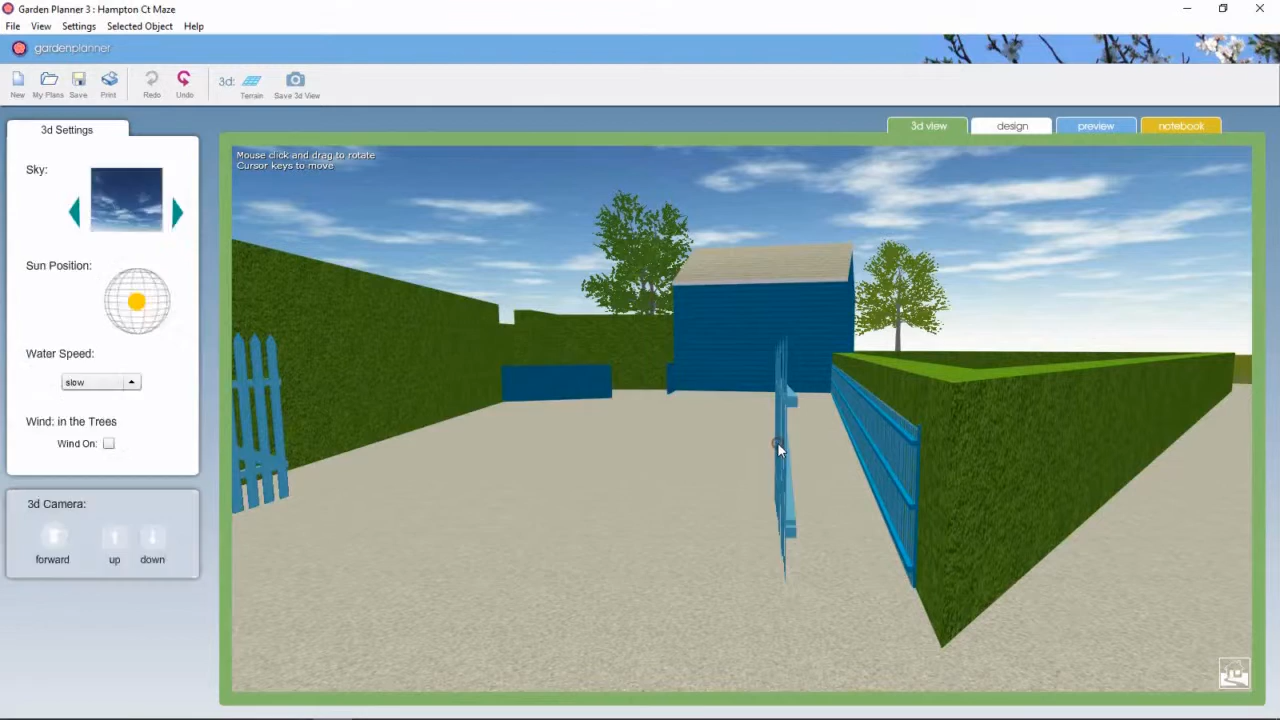 Garden Planner 3 : Hampton Ct Maze
File View Settings Selected Object Help
gardenplanner
New My Plans Save Print Redo Undo 3d: Terrain Save 3d View
3d Settings
3d view design preview notebook
Mouse click and drag to rotate
Cursor keys to move
Sky:
Sun Position:
Water Speed:
slow
Wind: in the Trees
Wind On:
3d Camera:
forward up down